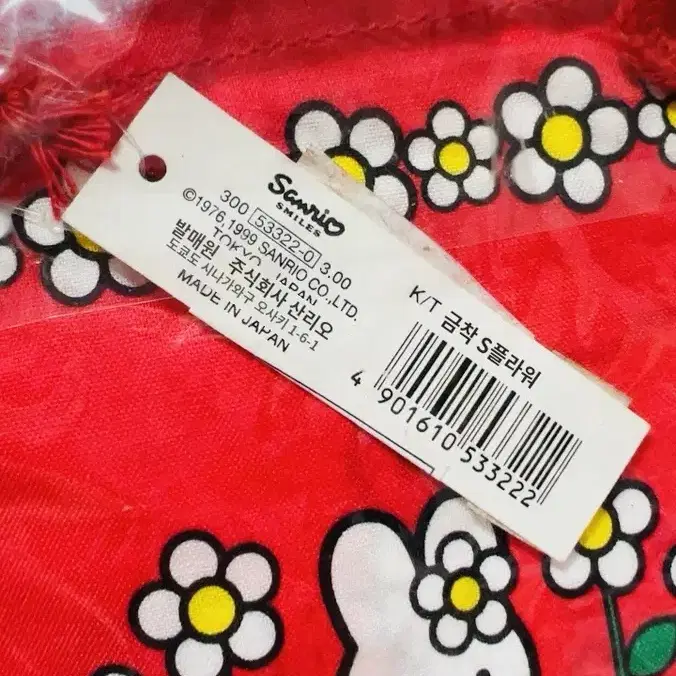 Sanrio
SMILES
300 53322-0 3.00
©1976,1999 SANRIO CO.,LTD.
TOKYO JAPAN
발매원 주식회사 산리오
도쿄도 시나가와구 오사키 1-6-1
MADE IN JAPAN
K/T 금착 S플라워
4 901610 533222